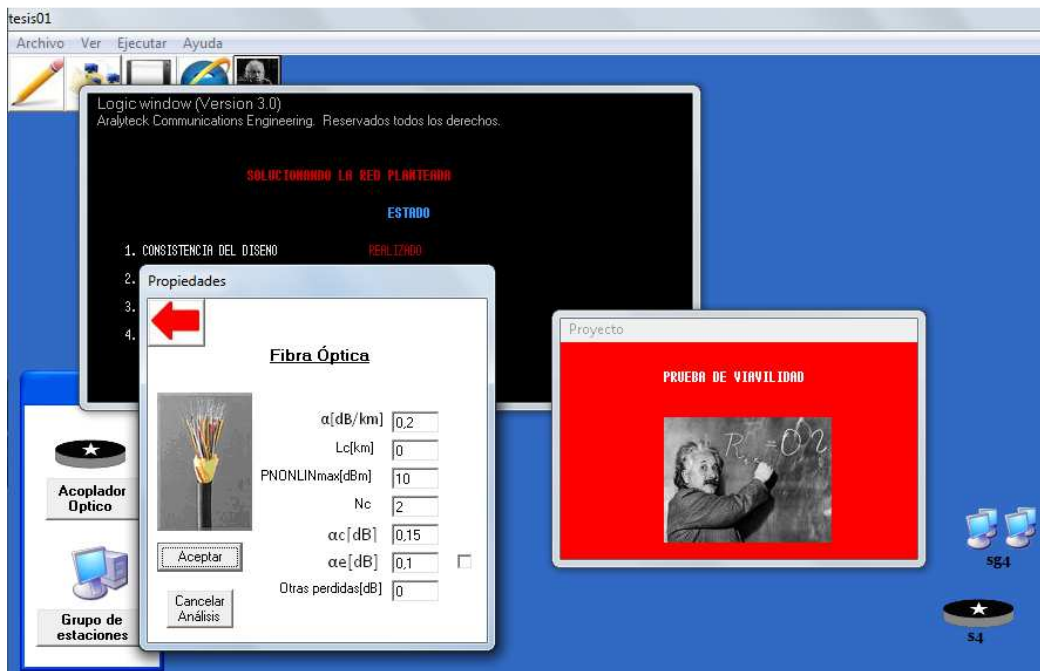 tesis01
Archivo Ver Ejecutar Ayuda
Logic window (Version 3.0)
Aralyteck Communications Engineering. Reservados todos los derechos.
SOLUCIONANDO LA RED PLANTEADA
ESTADO
1. CONSISTENCIA DEL DISENO REALIZADO
2.
3.
4.
Propiedades
Fibra Óptica
α[dB/km] 0,2
Lc[km] 0
PNONLINmax[dBm] 10
Nc 2
αc[dB] 0,15
αe[dB] 0,1
Otras perdidas[dB] 0
Aceptar
Cancelar
Análisis
Acoplador
Optico
Grupo de
estaciones
Proyecto
PRUEBA DE VIAVILIDAD
sg4
s4